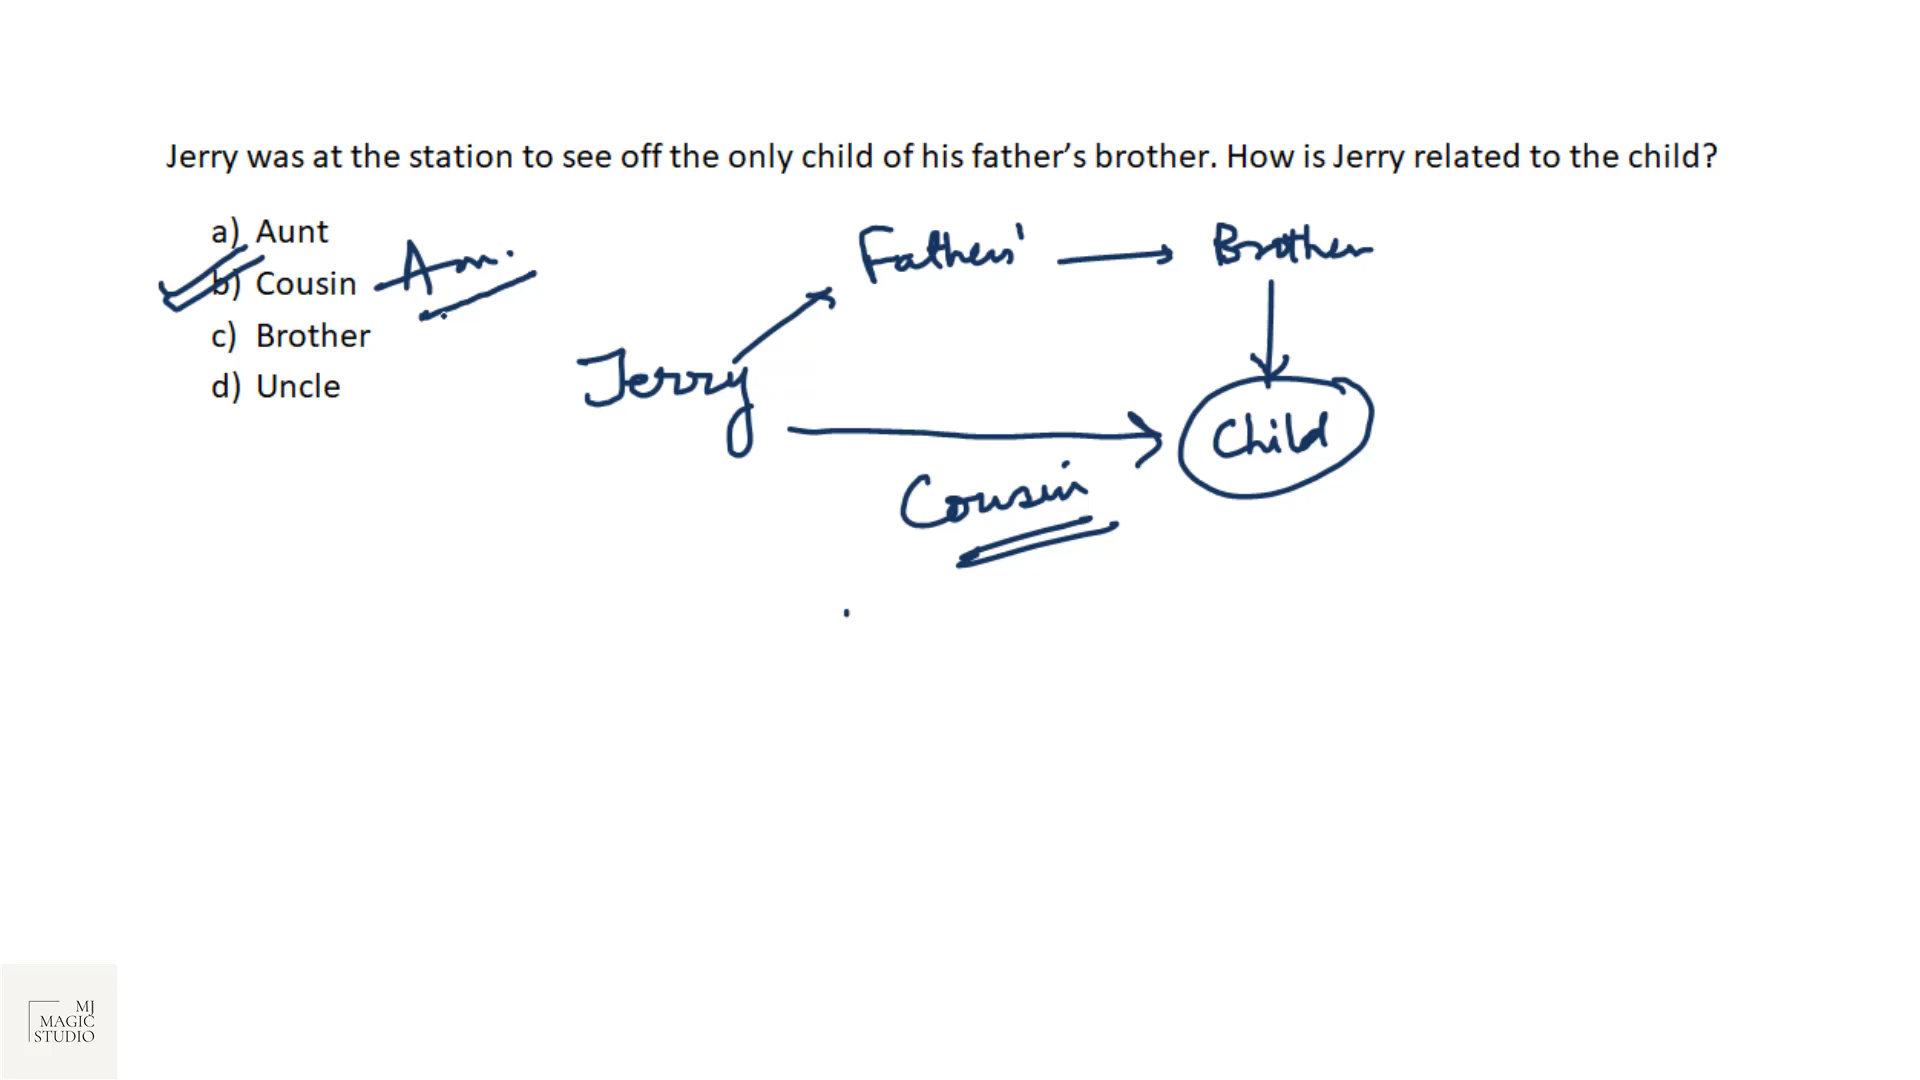 Jerry was at the station to see off the only child of his father’s brother. How is Jerry related to the child?
a) Aunt
b) Cousin Ans.
c) Brother
d) Uncle
Father's Brother
Jerry
Child
Cousin
MJ
MAGIC
STUDIO